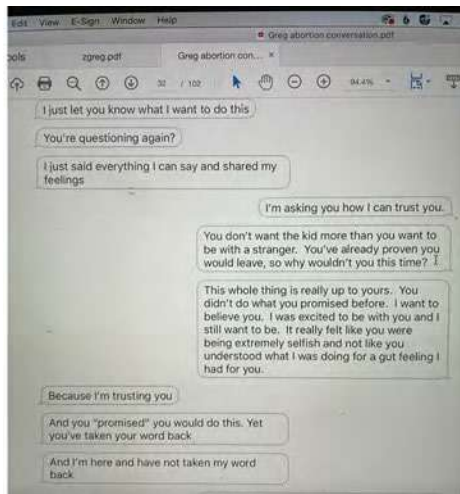 Edit View E-Sign Window Help
Greg abortion conversation.pdf
ools zgreg.pdf Greg abortion con... ×
32 / 102 94.4%
I just let you know what I want to do this
You're questioning again?
I just said everything I can say and shared my
feelings
I'm asking you how I can trust you.
You don't want the kid more than you want to
be with a stranger. You've already proven you
would leave, so why wouldn't you this time?
This whole thing is really up to yours. You
didn't do what you promised before. I want to
believe you. I was excited to be with you and I
still want to be. It really felt like you were
being extremely selfish and not like you
understood what I was doing for a gut feeling I
had for you.
Because I'm trusting you
And you "promised" you would do this. Yet
you've taken your word back
And I'm here and have not taken my word
back